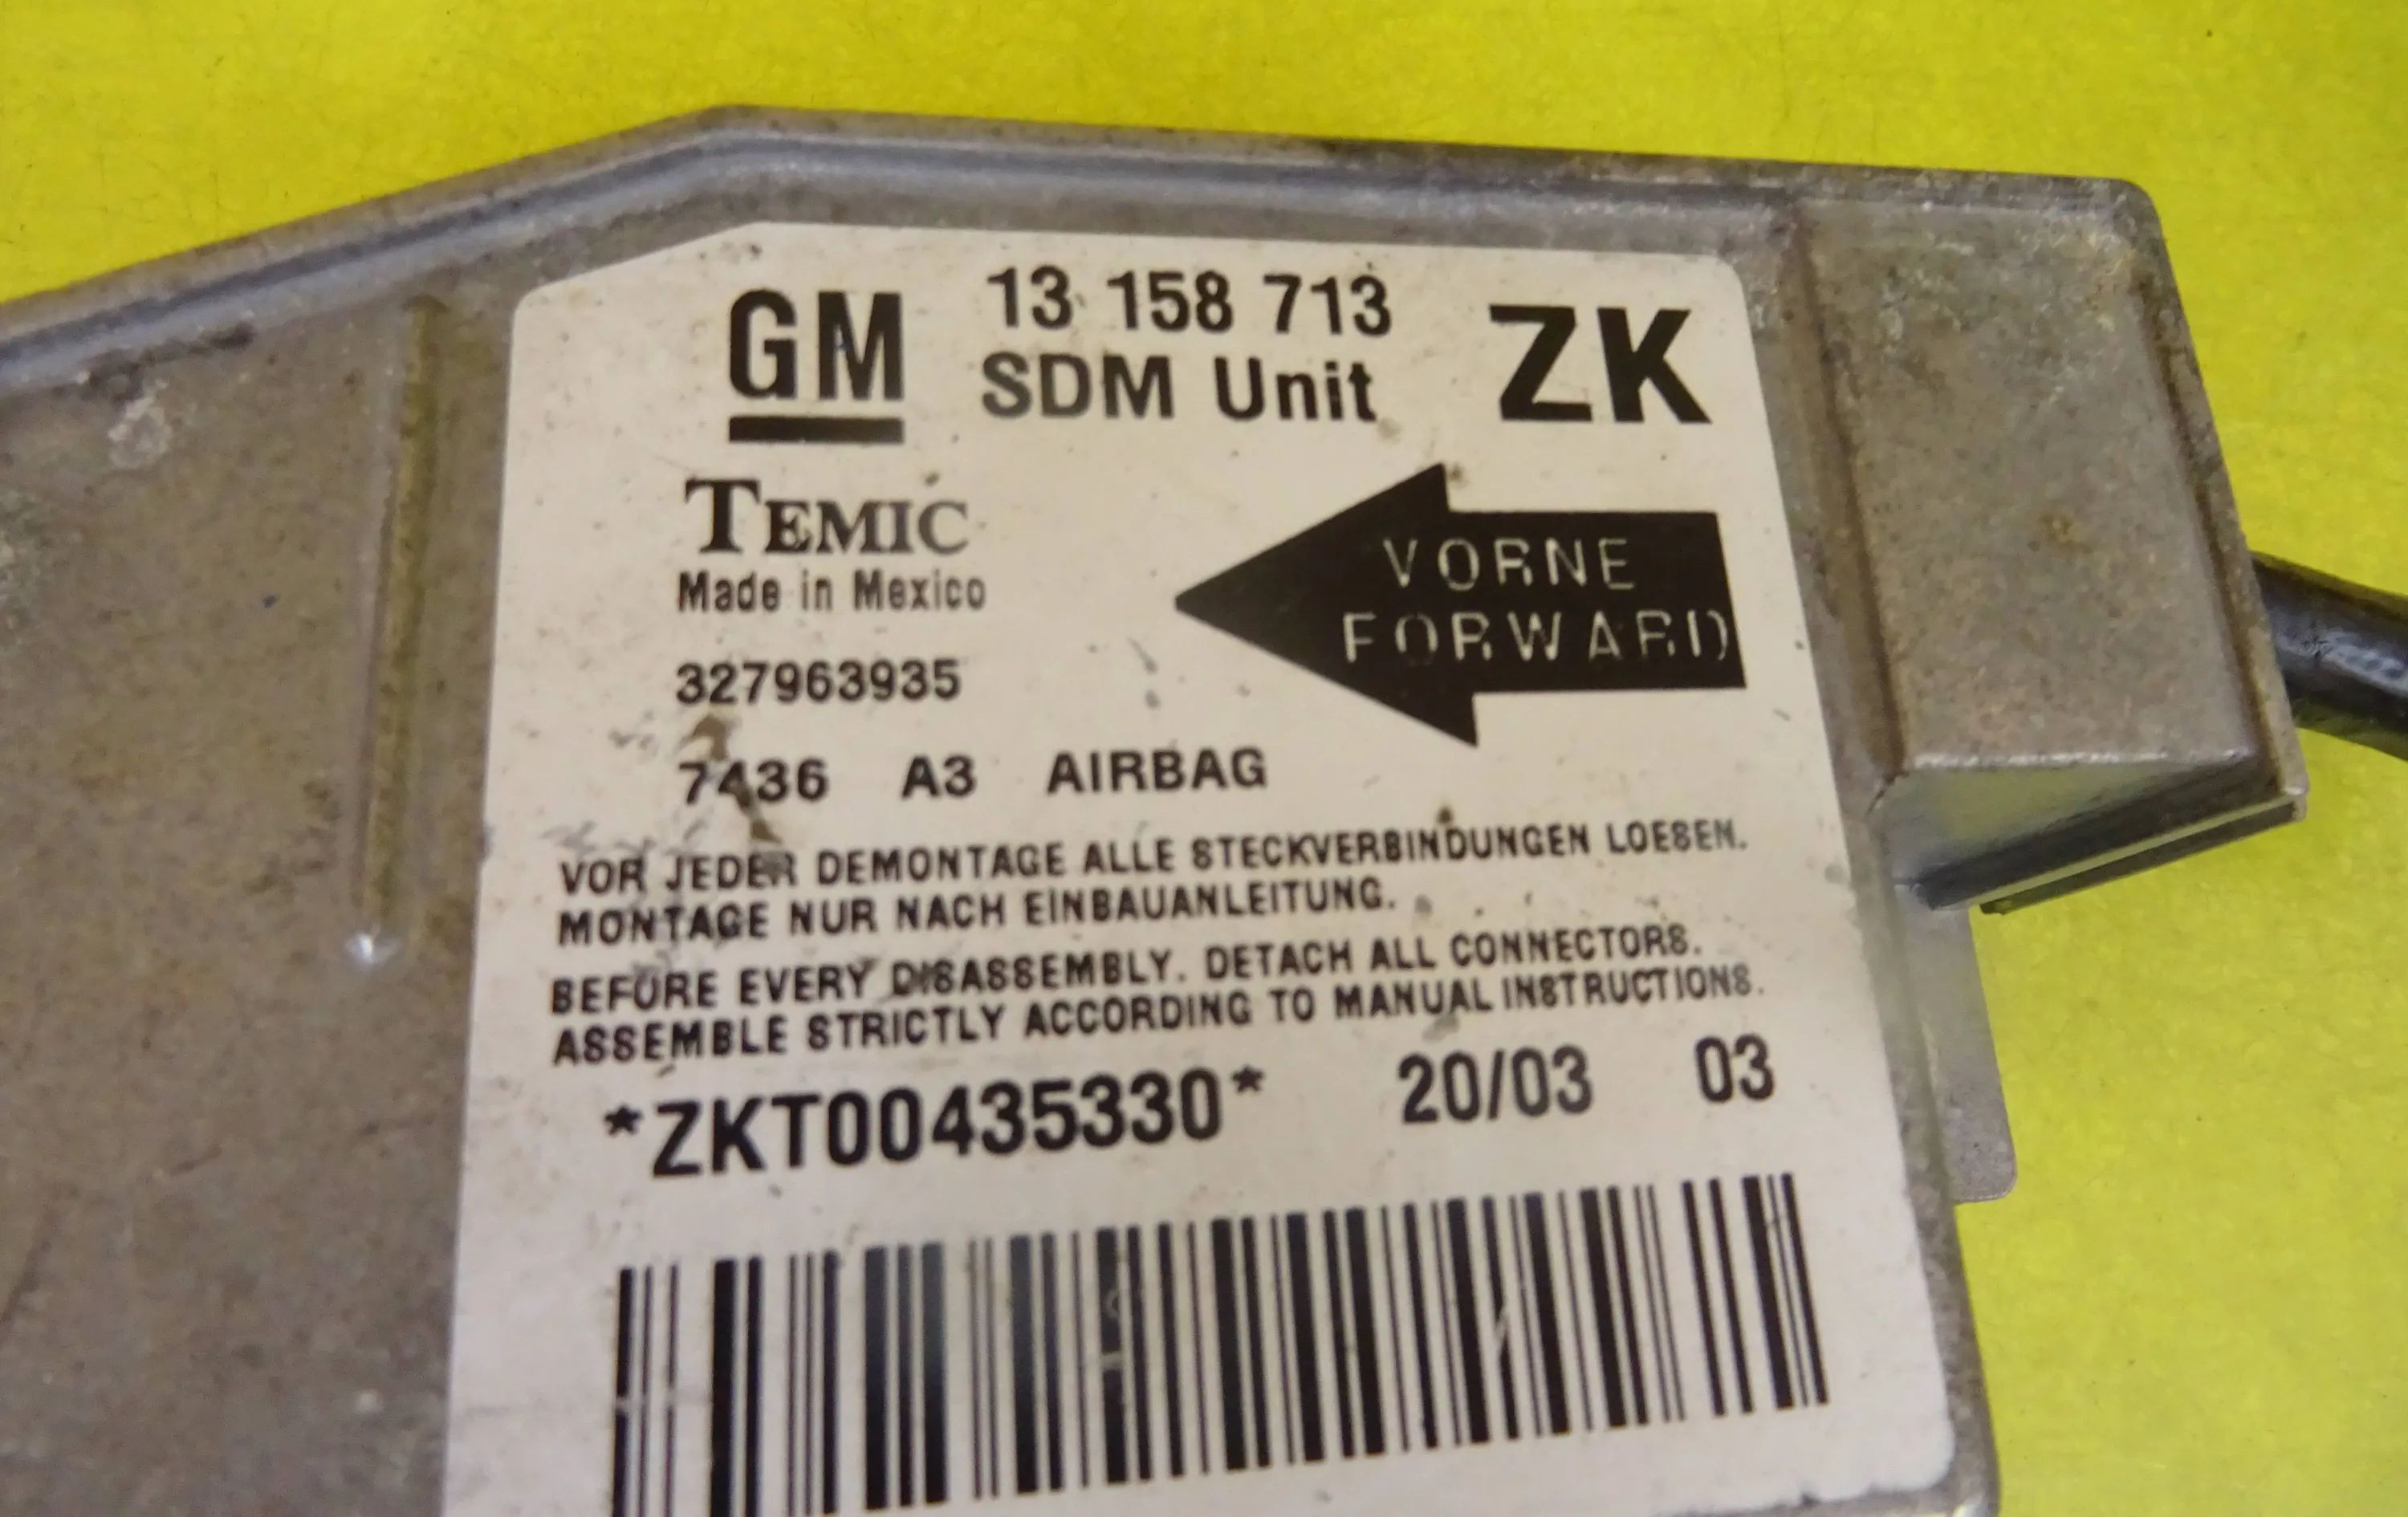 GM 13 158 713 ZK
SDM Unit
TEMIC
Made in Mexico
VORNE
FORWARD
327963935
7436 A3 AIRBAG
VOR JEDER DEMONTAGE ALLE STECKVERBINDUNGEN LOESEN.
MONTAGE NUR NACH EINBAUANLEITUNG.
BEFORE EVERY DISASSEMBLY. DETACH ALL CONNECTORS.
ASSEMBLE STRICTLY ACCORDING TO MANUAL INSTRUCTIONS.
*ZKT00435330* 20/03 03